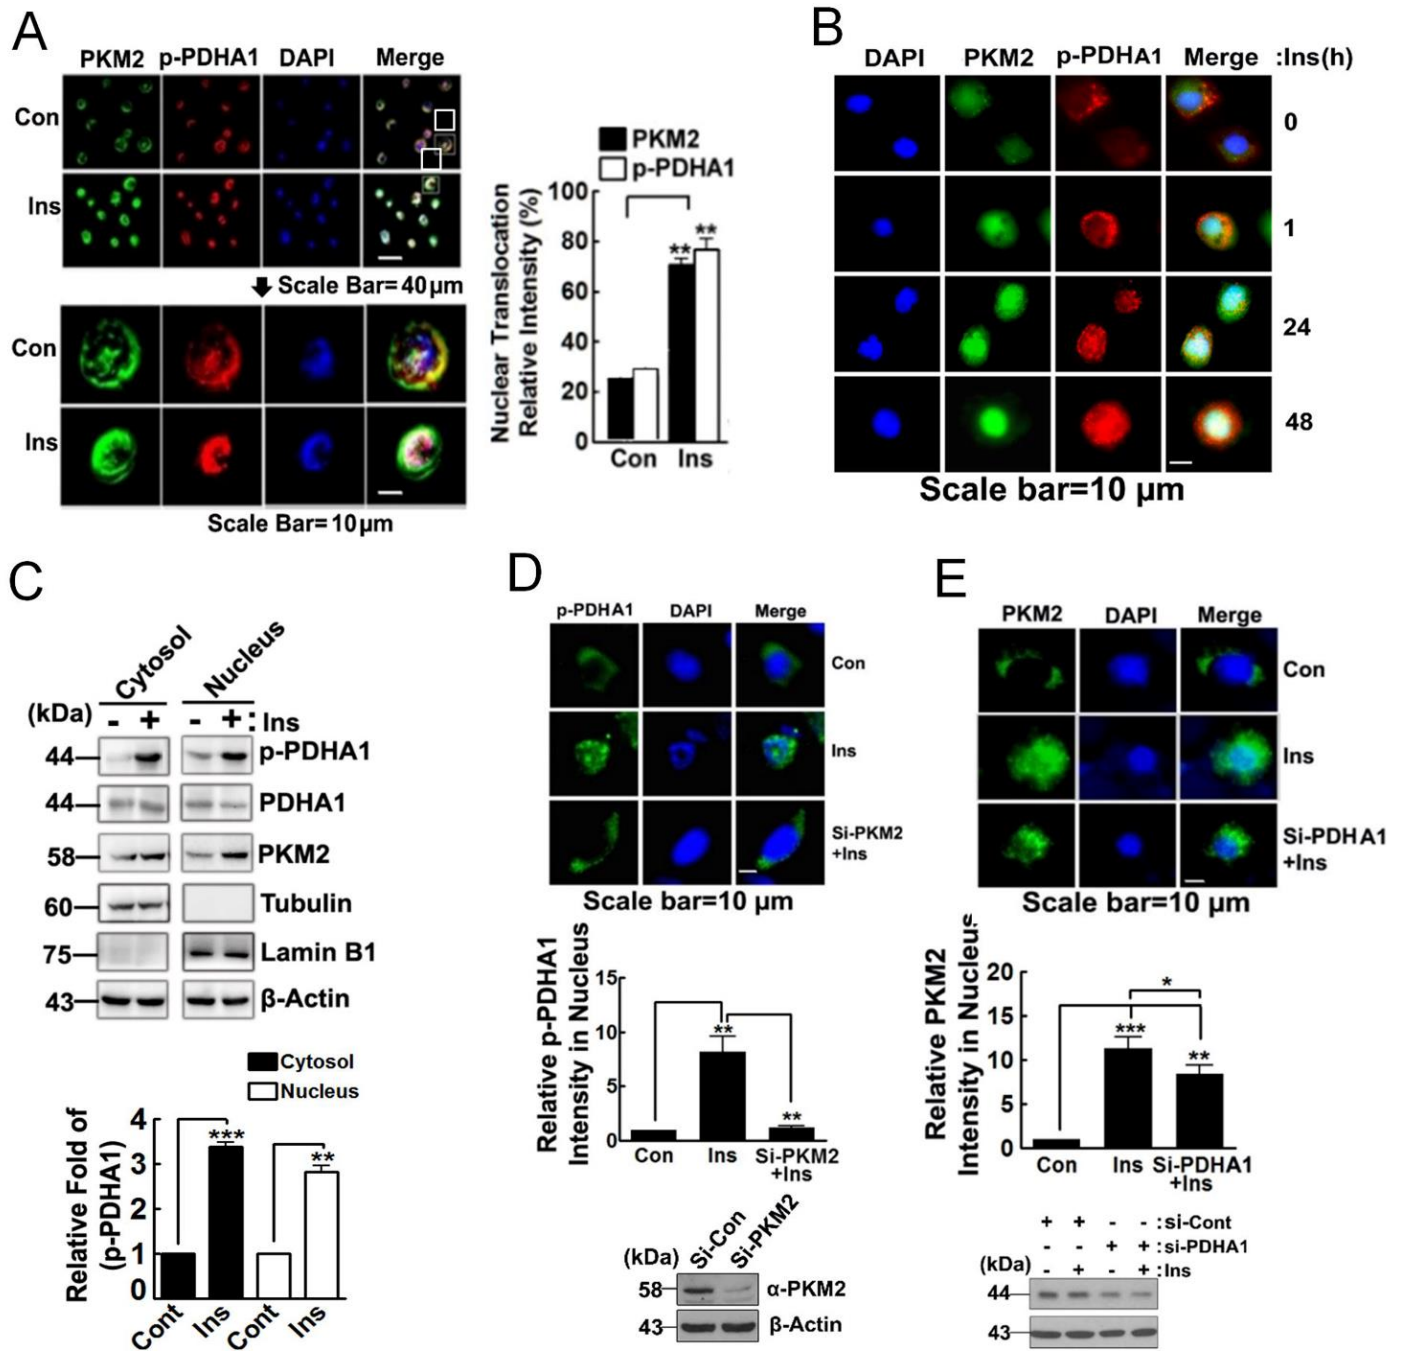 A
PKM2 p-PDHA1 DAPI Merge
Con
Ins
Scale Bar= 40 µm
Con
Ins
Scale Bar= 10 µm
PKM2
p-PDHA1
Nuclear Translocation
Relative Intensity (%)
100
80
60
40
20
0
** **
Con Ins
B
DAPI PKM2 p-PDHA1 Merge :Ins(h)
0
1
24
48
Scale bar=10 µm
C
Cytosol Nucleus
(kDa) - + - + : Ins
44 p-PDHA1
44 PDHA1
58 PKM2
60 Tubulin
75 Lamin B1
43 β-Actin
Cytosol
Nucleus
Relative Fold of
(p-PDHA1)
4
3
2
1
0
*** **
Cont Ins Cont Ins
D
p-PDHA1 DAPI Merge
Con
Ins
Si-PKM2
+Ins
Scale bar=10 µm
Relative p-PDHA1
Intensity in Nucleus
15
10
5
0
** **
Con Ins Si-PKM2
+Ins
Si-Con Si-PKM2
(kDa)
58 α-PKM2
43 β-Actin
E
PKM2 DAPI Merge
Con
Ins
Si-PDHA1
+Ins
Scale bar=10 µm
Relative PKM2
Intensity in Nucleus
20
15
10
5
0
*
*** **
Con Ins Si-PDHA1
+Ins
+ + - - :si-Cont
- - + + :si-PDHA1
(kDa) - + - + :Ins
44
43